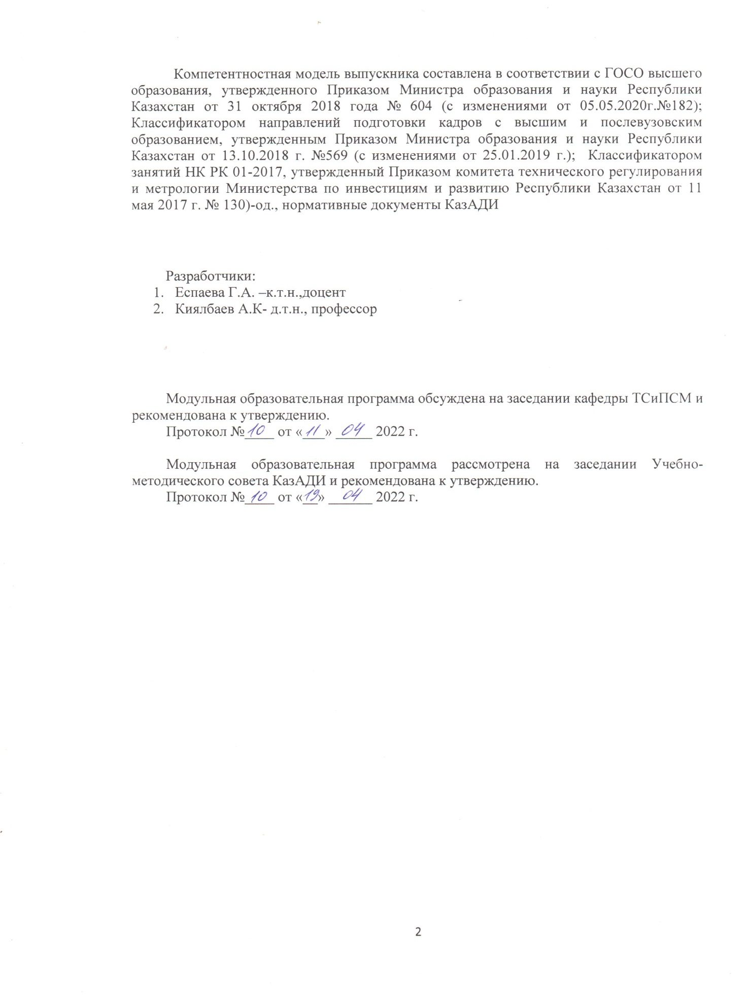 Компетентностная модель выпускника составлена в соответствии с ГОСО высшего
образования, утвержденного Приказом Министра образования и науки Республики
Казахстан от 31 октября 2018 года № 604 (с изменениями от 05.05.2020г.№182);
Классификатором направлений подготовки кадров с высшим и послевузовским
образованием, утвержденным Приказом Министра образования и науки Республики
Казахстан от 13.10.2018 г. №569 (с изменениями от 25.01.2019 г.); Классификатором
занятий НК РК 01-2017, утвержденный Приказом комитета технического регулирования
и метрологии Министерства по инвестициям и развитию Республики Казахстан от 11
мая 2017 г. № 130)-од., нормативные документы КазАДИ
Разработчики:
1. Еспаева Г.А. –к.т.н.,доцент
2. Киялбаев А.К- д.т.н., профессор
Модульная образовательная программа обсуждена на заседании кафедры ТСиПСМ и
рекомендована к утверждению.
Протокол № 10 от «11» 04 2022 г.
Модульная образовательная программа рассмотрена на заседании Учебно-
методического совета КазАДИ и рекомендована к утверждению.
Протокол № 10 от «19» 04 2022 г.
2